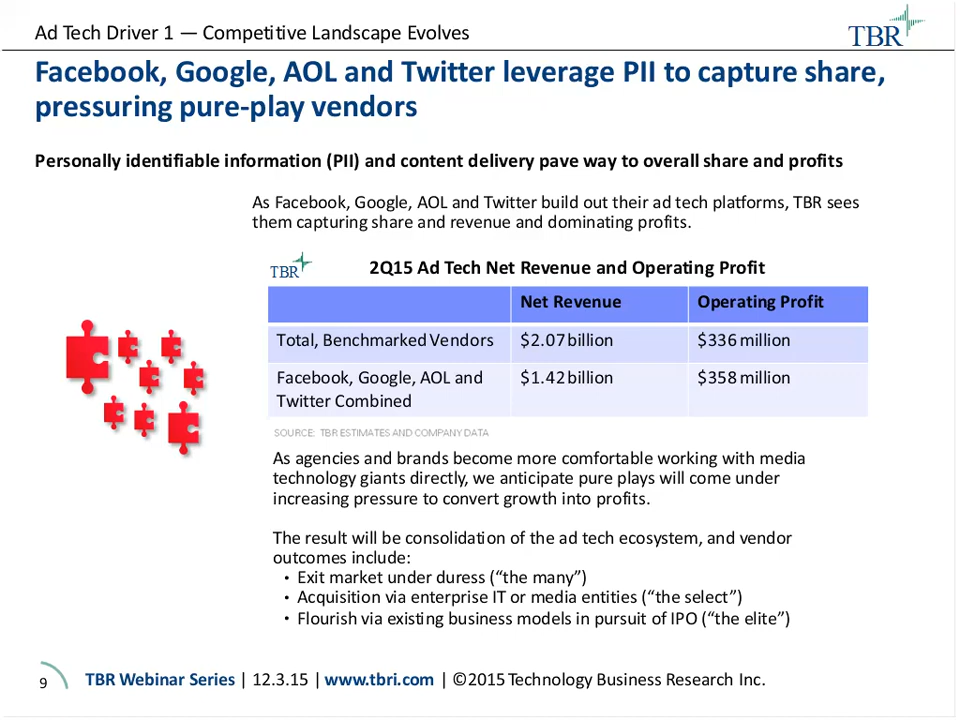 Ad Tech Driver 1 — Competitive Landscape Evolves
TBR
Facebook, Google, AOL and Twitter leverage PII to capture share,
pressuring pure-play vendors
Personally identifiable information (PII) and content delivery pave way to overall share and profits
As Facebook, Google, AOL and Twitter build out their ad tech platforms, TBR sees
them capturing share and revenue and dominating profits.
TBR
2Q15 Ad Tech Net Revenue and Operating Profit
Net Revenue Operating Profit
Total, Benchmarked Vendors $2.07 billion $336 million
Facebook, Google, AOL and $1.42 billion $358 million
Twitter Combined
SOURCE: TBR ESTIMATES AND COMPANY DATA
As agencies and brands become more comfortable working with media
technology giants directly, we anticipate pure plays will come under
increasing pressure to convert growth into profits.
The result will be consolidation of the ad tech ecosystem, and vendor
outcomes include:
• Exit market under duress (“the many”)
• Acquisition via enterprise IT or media entities (“the select”)
• Flourish via existing business models in pursuit of IPO (“the elite”)
9 TBR Webinar Series | 12.3.15 | www.tbri.com | ©2015 Technology Business Research Inc.